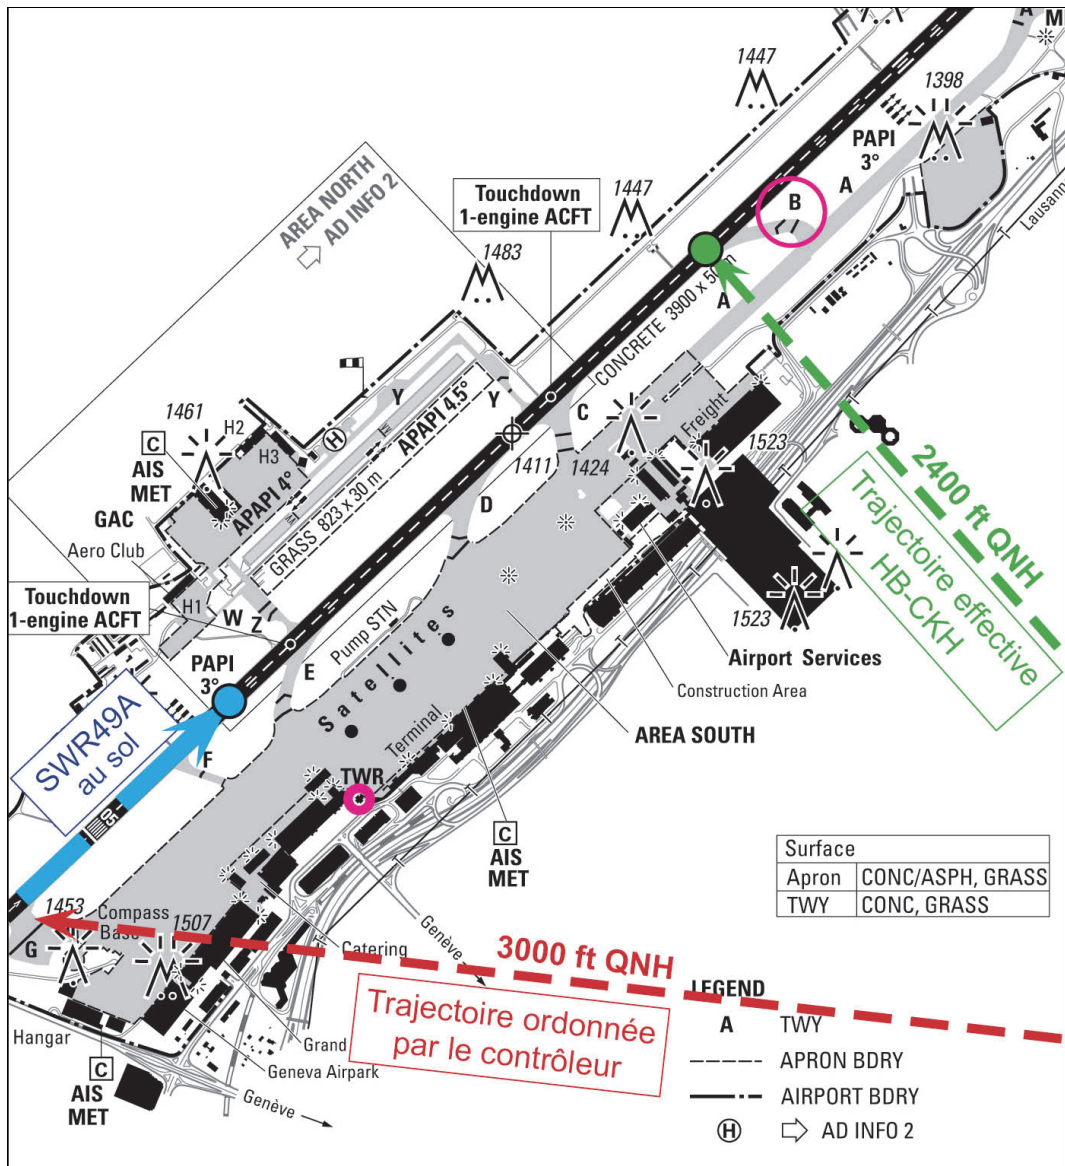 1447
1398
A
M
PAPI
3°
AREA NORTH
AD INFO 2
Touchdown
1-engine ACFT
1447
B
A
Lausann
1483
CONCRETE 3900 x 50 m
A
Y
Y
APAPI 4.5°
C
Freight
1461
H2
H3
H
C
AIS
MET
APAPI 4°
GRASS 823 x 30 m
1411
1424
1523
GAC
D
2400 ft QNH
Trajectoire effective
HB-CKH
Aero Club
Touchdown
1-engine ACFT
H1
W
Z
Pump STN
1523
E
Satellites
Airport Services
PAPI
3°
Construction Area
SWR49A
au sol
AREA SOUTH
Terminal
F
TWR
05
C
AIS
MET
Surface
Apron
CONC/ASPH, GRASS
TWY
CONC, GRASS
1453
Compass
Base
1507
G
Catering
Genève
3000 ft QNH
Trajectoire ordonnée
par le contrôleur
LEGEND
A
TWY
APRON BDRY
AIRPORT BDRY
H
AD INFO 2
Hangar
Grand
Geneva Airpark
C
AIS
MET
Genève